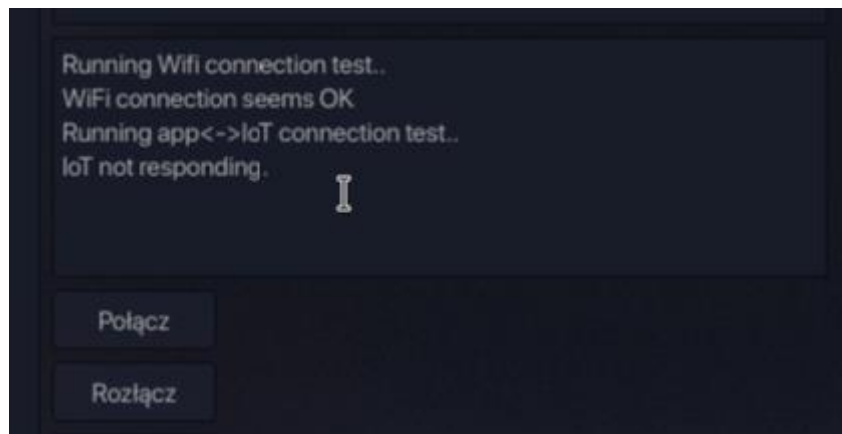 Running Wifi connection test..
WiFi connection seems OK
Running app<->IoT connection test..
IoT not responding.
Połącz
Rozłącz